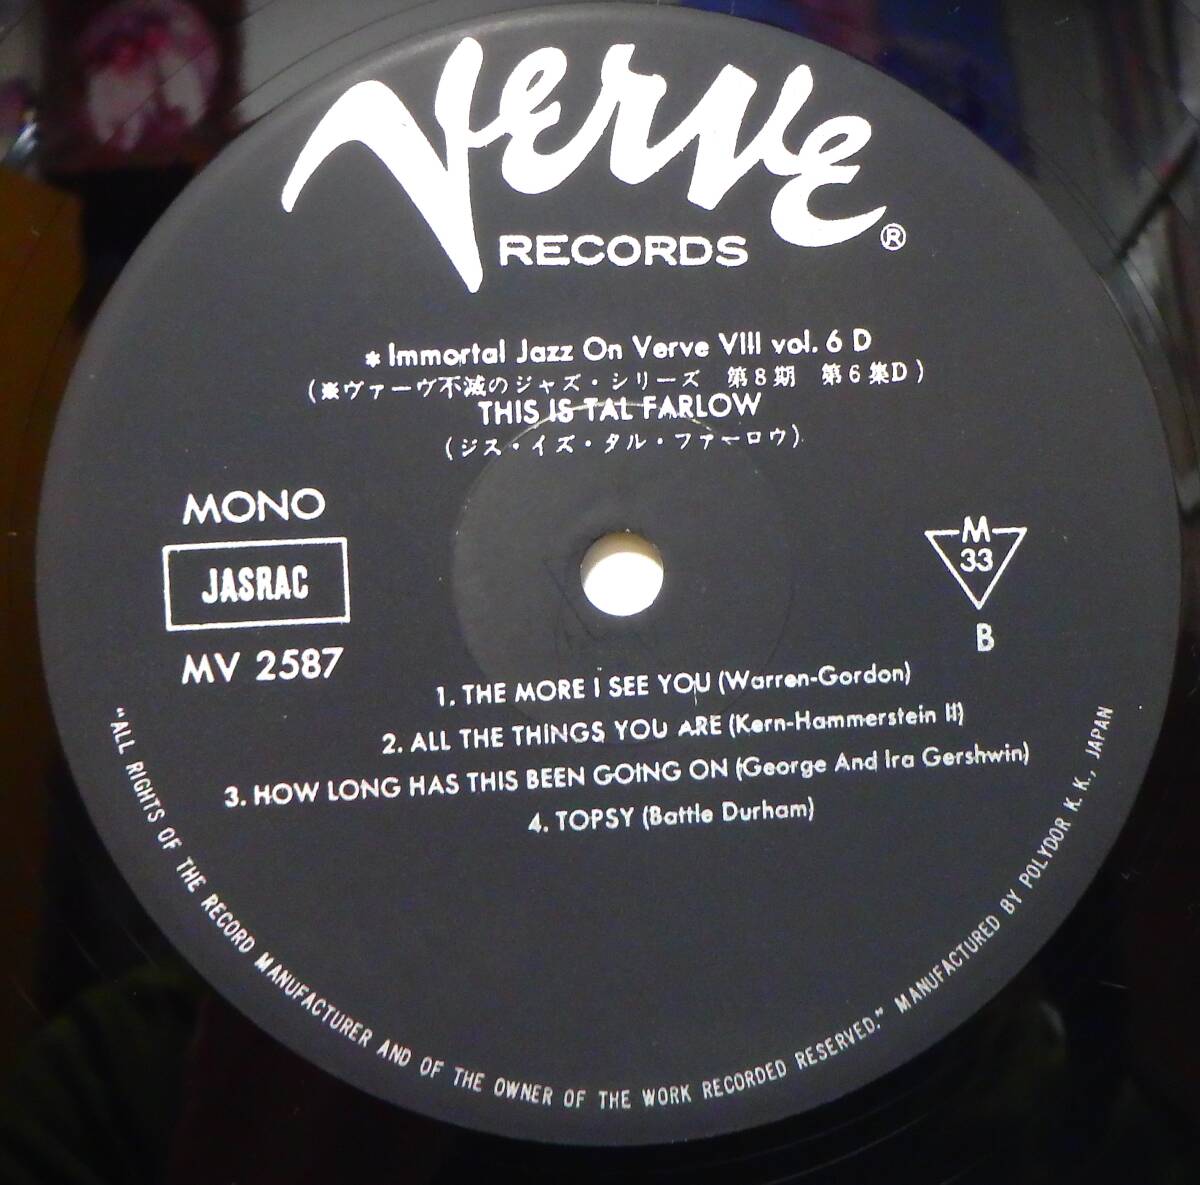 Verve
RECORDS ®
* Immortal Jazz On Verve VIII vol. 6 D
(※ヴァーヴ不滅のジャズ・シリーズ 第8期 第6集D)
THIS IS TAL FARLOW
(ジス・イズ・タル・ファーロウ)
MONO
JASRAC
MV 2587
M
33
B
1. THE MORE I SEE YOU (Warren-Gordon)
2. ALL THE THINGS YOU ARE (Kern-Hammerstein II)
3. HOW LONG HAS THIS BEEN GOING ON (George And Ira Gershwin)
4. TOPSY (Battle Durham)
"ALL RIGHTS OF THE RECORD MANUFACTURER AND OF THE OWNER OF THE WORK RECORDED RESERVED." MANUFACTURED BY POLYDOR K. K., JAPAN